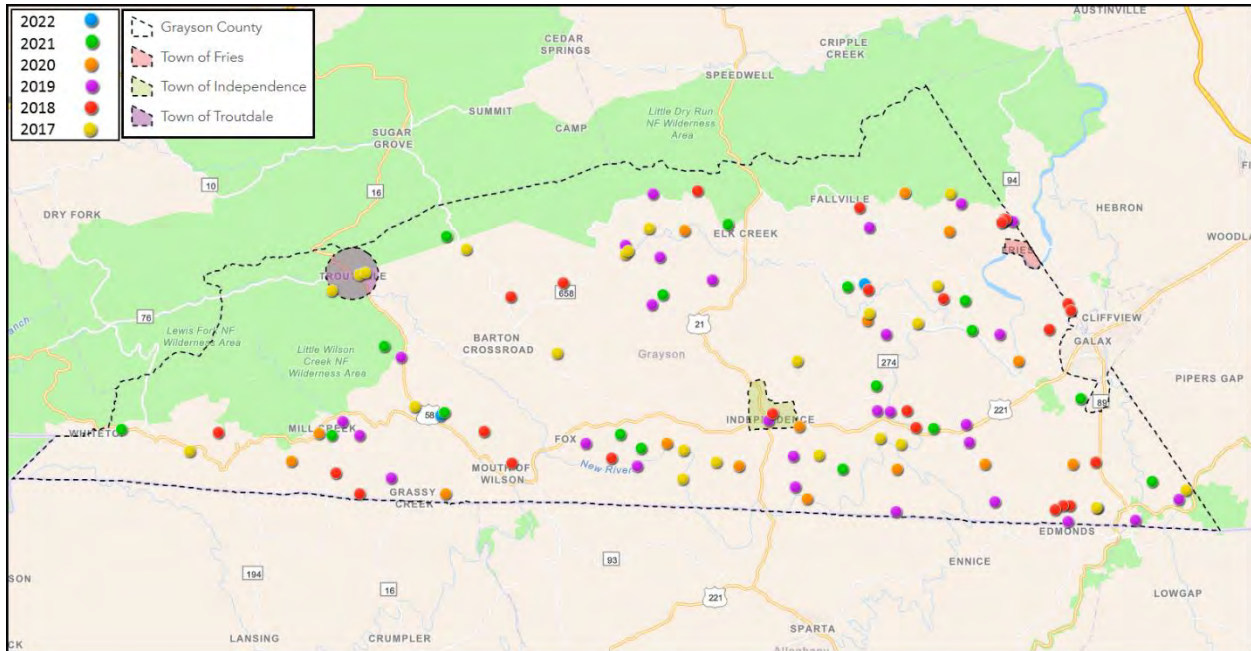 2022
2021
2020
2019
2018
2017
Grayson County
Town of Fries
Town of Independence
Town of Troutdale
AUSTINVILLE
CEDAR SPRINGS
CRIPPLE CREEK
SPEEDWELL
Little Dry Run NF Wilderness Area
SUMMIT
CAMP
SUGAR GROVE
10
16
94
DRY FORK
FALLVILLE
HEBRON
ELK CREEK
FRIES
TROUTDALE
658
76
21
CLIFFVIEW
Lewis Fork NF Wilderness Area
Little Wilson Creek NF Wilderness Area
BARTON CROSSROAD
Grayson
GALAX
274
PIPERS GAP
89
58
221
INDEPENDENCE
MILL CREEK
FOX
New River
MOUTH OF WILSON
GRASSY CREEK
EDMONDS
ENNICE
93
194
16
221
LOWGAP
SPARTA
LANSING
CRUMPLER